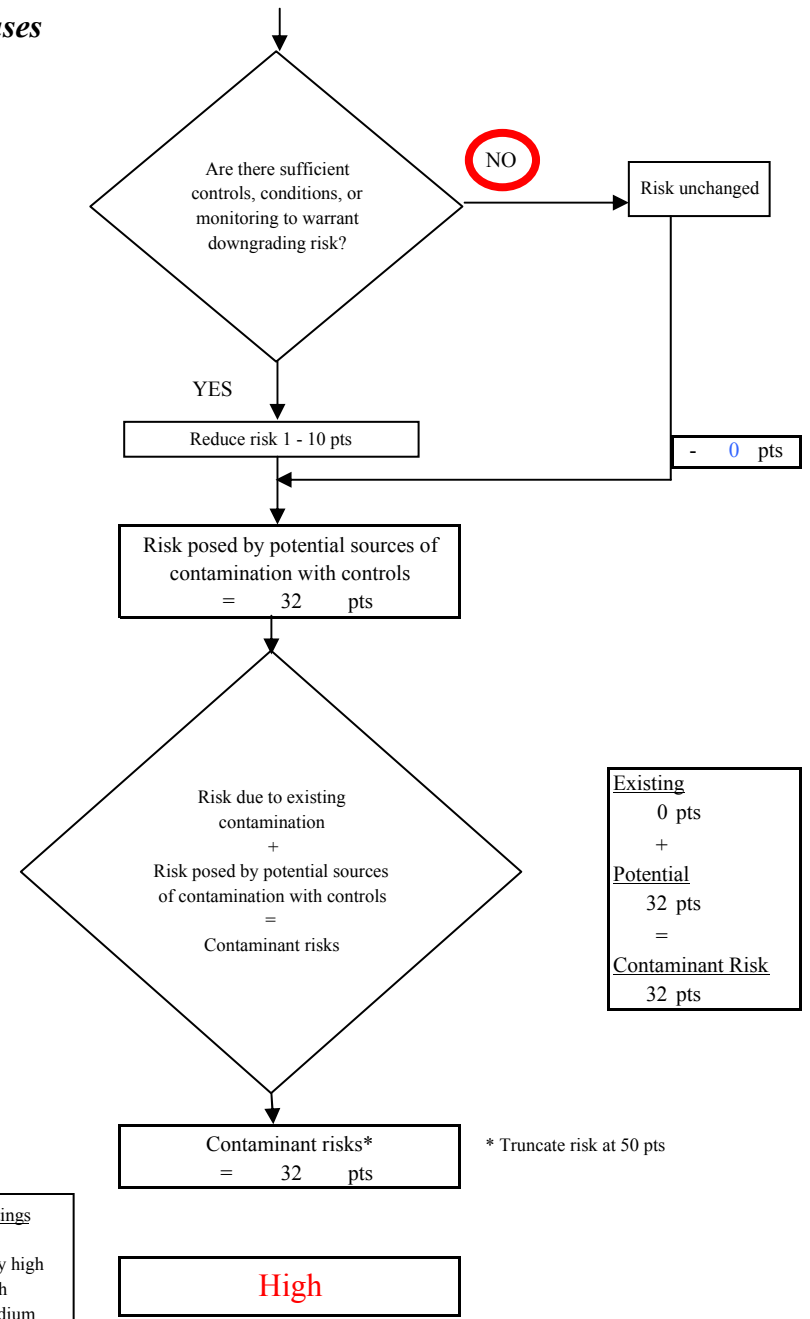 Are there sufficient
controls, conditions, or
monitoring to warrant
downgrading risk?
NO
Risk unchanged
YES
Reduce risk 1 - 10 pts
- 0 pts
Risk posed by potential sources of
contamination with controls
= 32 pts
Risk due to existing
contamination
+
Risk posed by potential sources
of contamination with controls
=
Contaminant risks
Existing
0 pts
+
Potential
32 pts
=
Contaminant Risk
32 pts
Contaminant risks*
= 32 pts
* Truncate risk at 50 pts
high
High